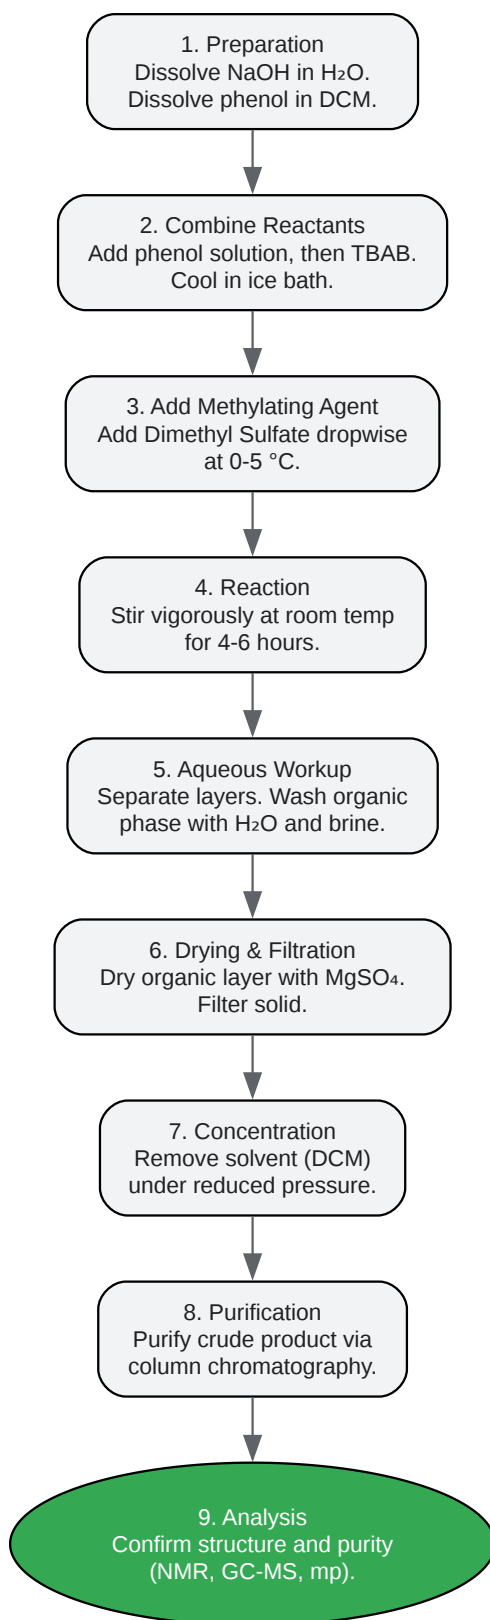 1. Preparation
Dissolve NaOH in H₂O.
Dissolve phenol in DCM.
2. Combine Reactants
Add phenol solution, then TBAB.
Cool in ice bath.
3. Add Methylating Agent
Add Dimethyl Sulfate dropwise
at 0-5 °C.
4. Reaction
Stir vigorously at room temp
for 4-6 hours.
5. Aqueous Workup
Separate layers. Wash organic
phase with H₂O and brine.
6. Drying & Filtration
Dry organic layer with MgSO₄.
Filter solid.
7. Concentration
Remove solvent (DCM)
under reduced pressure.
8. Purification
Purify crude product via
column chromatography.
9. Analysis
Confirm structure and purity
(NMR, GC-MS, mp).